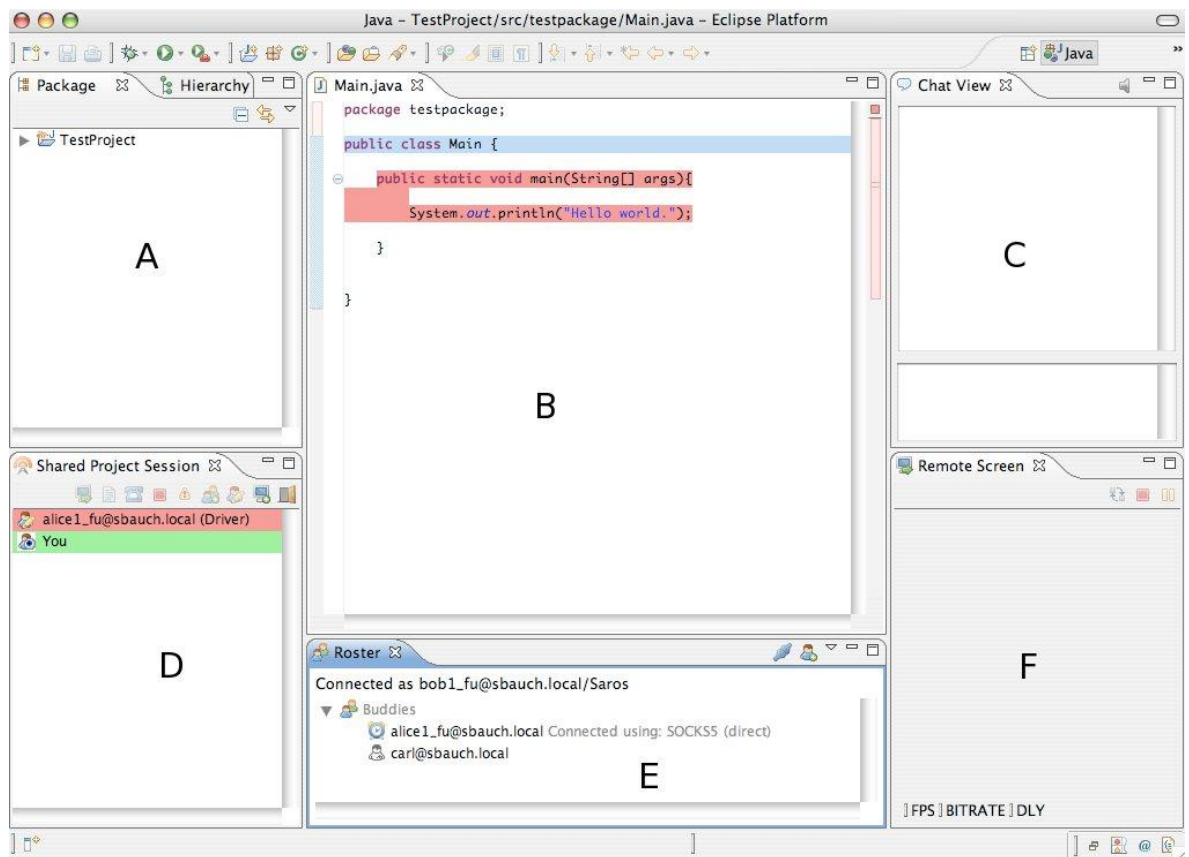 Java – TestProject/src/testpackage/Main.java – Eclipse Platform
Java
»
Package
Hierarchy
TestProject
A
Main.java
package testpackage;
public class Main {
public static void main(String[] args){
System.out.println("Hello world.");
}
}
B
Chat View
C
Shared Project Session
alice1_fu@sbauch.local (Driver)
You
D
Roster
Connected as bob1_fu@sbauch.local/Saros
Buddies
alice1_fu@sbauch.local Connected using: SOCKS5 (direct)
carl@sbauch.local
E
Remote Screen
F
FPS BITRATE DLY